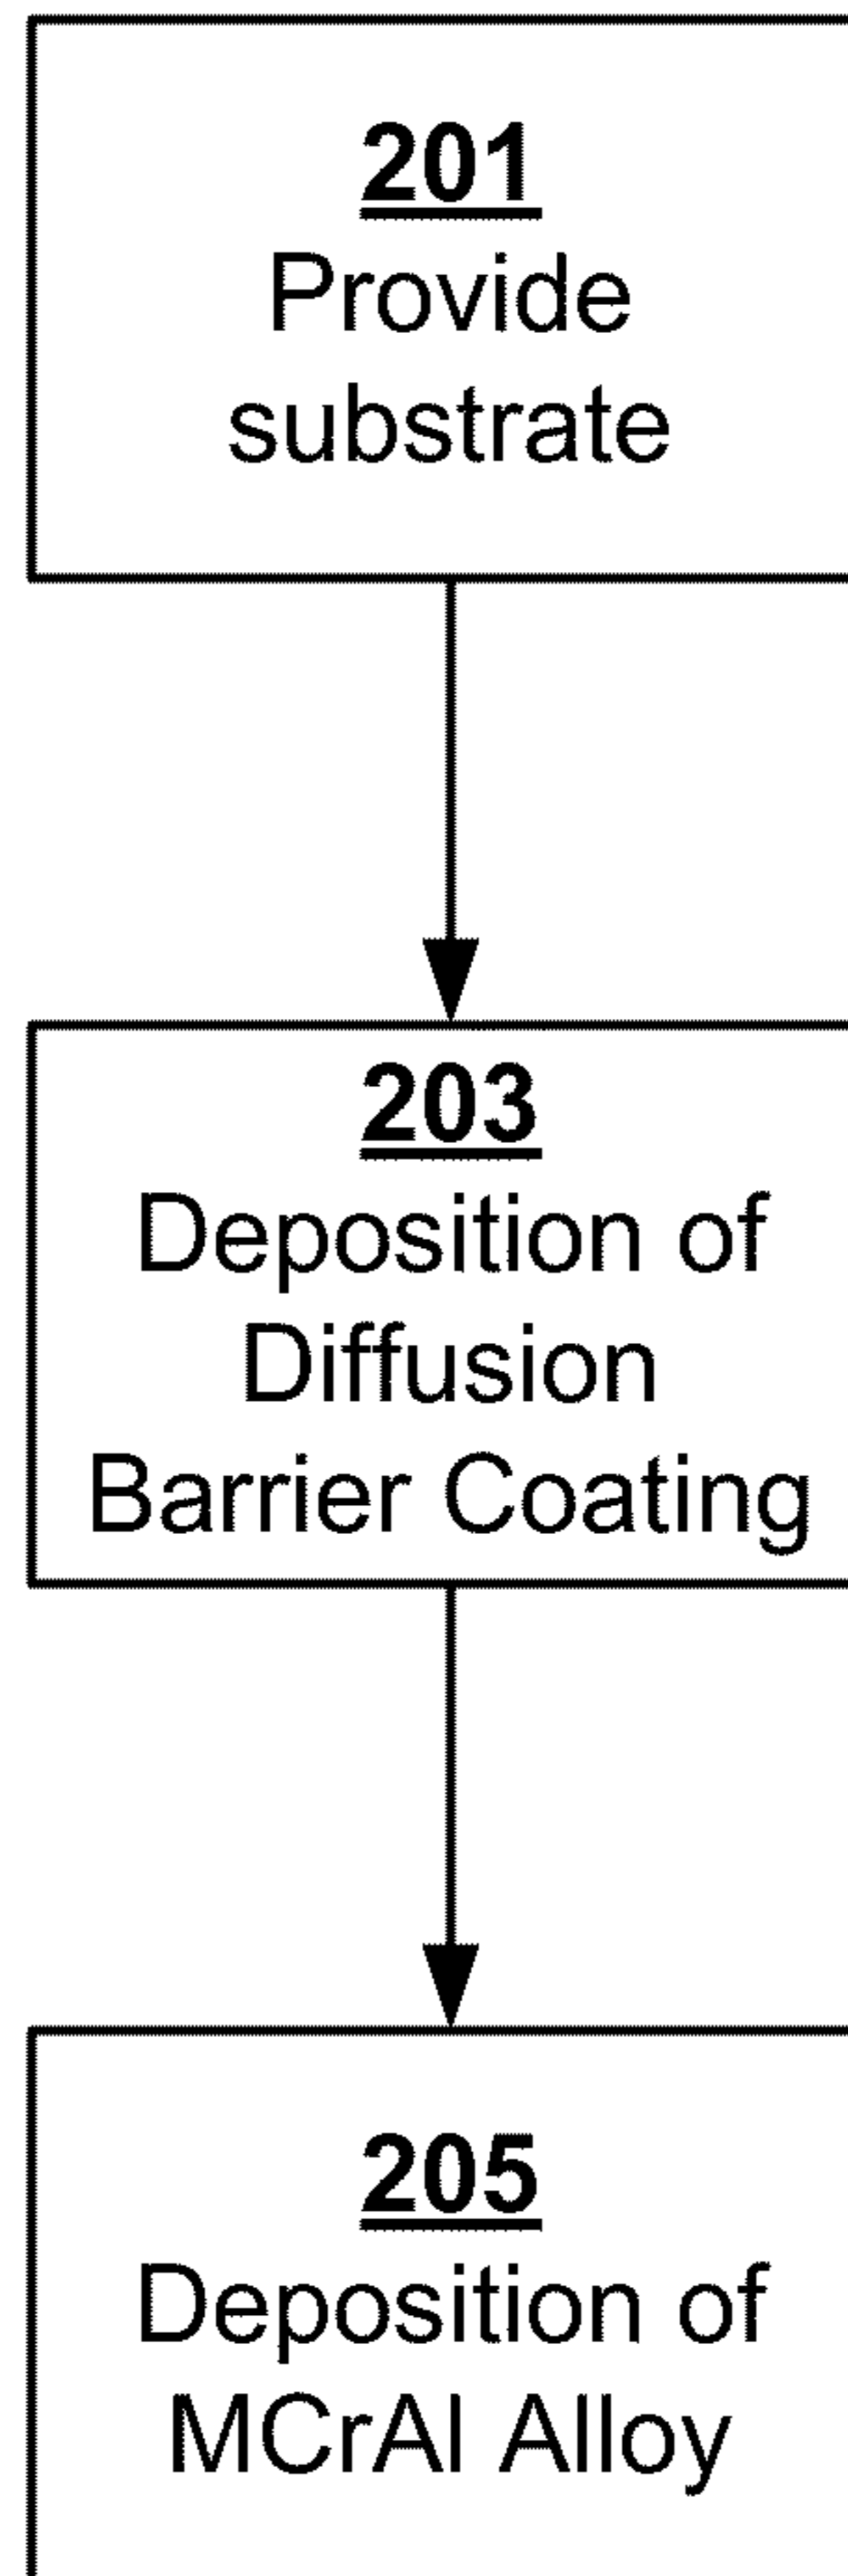 201
Provide
substrate
203
Deposition of
Diffusion
Barrier Coating
205
Deposition of
MCrAl Alloy